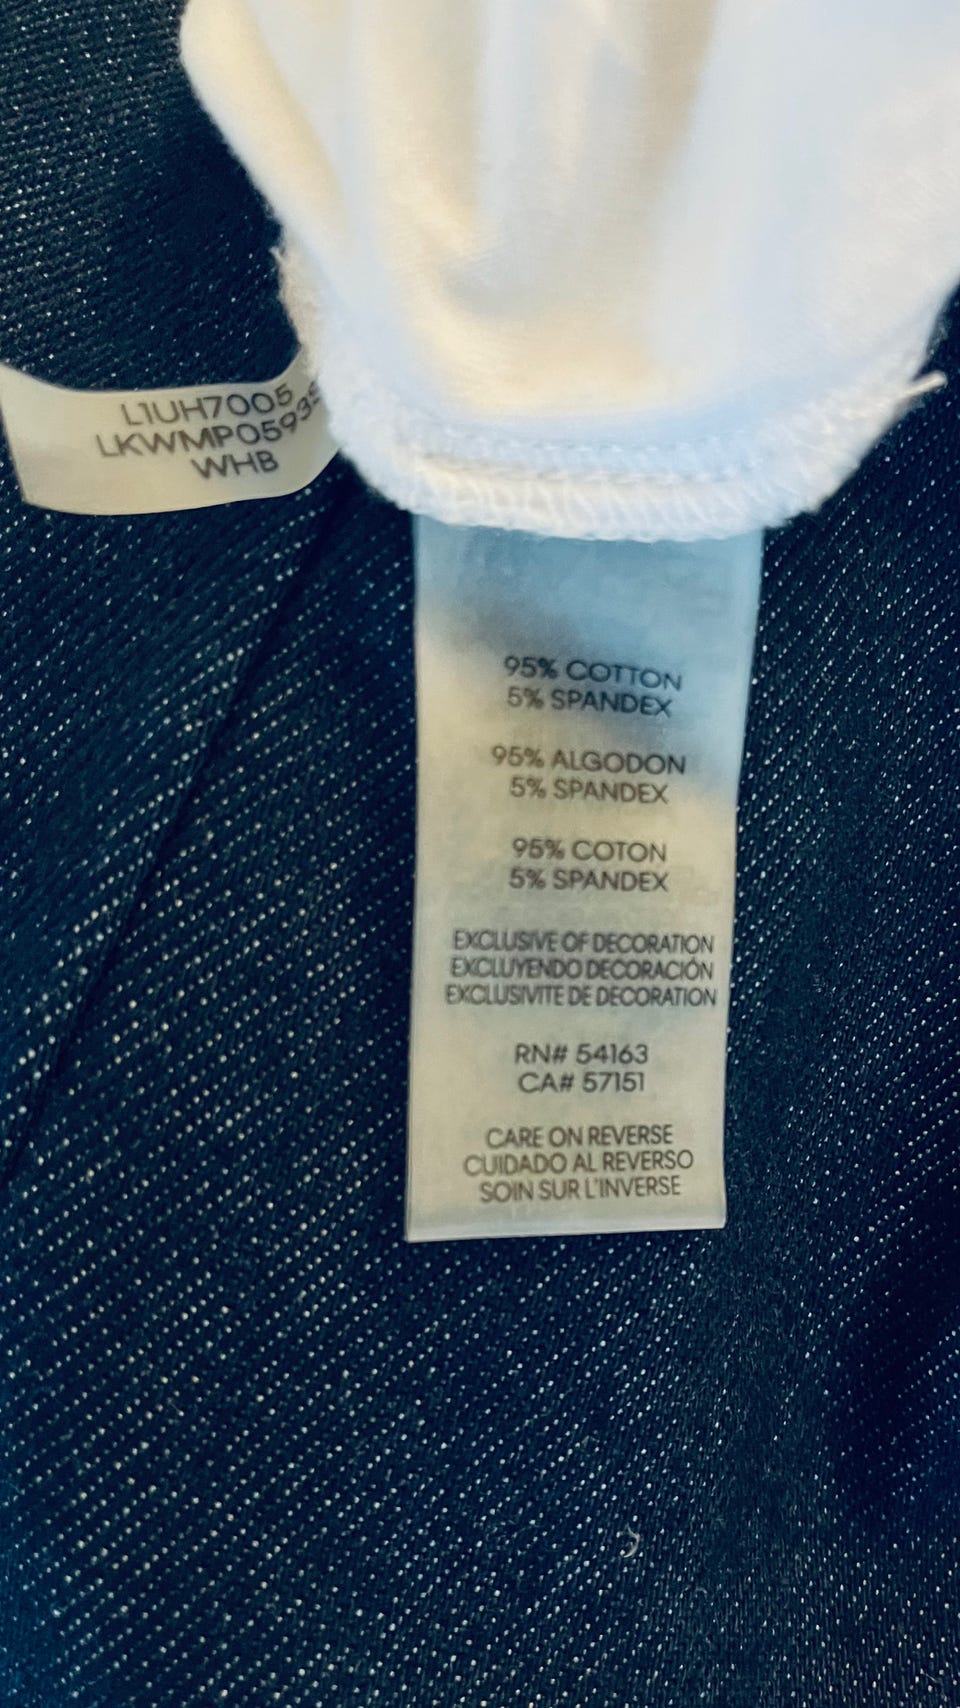 L1UH7005
WHB
95% COTTON
5% SPANDEX
95% ALGODON
5% SPANDEX
95% COTON
5% SPANDEX
EXCLUSIVE OF DECORATION
EXCLUYENDO DECORACIÓN
EXCLUSIVITE DE DECORATION
RN# 54163
CA# 57151
CARE ON REVERSE
CUIDADO AL REVERSO
SOIN SUR L'INVERSE